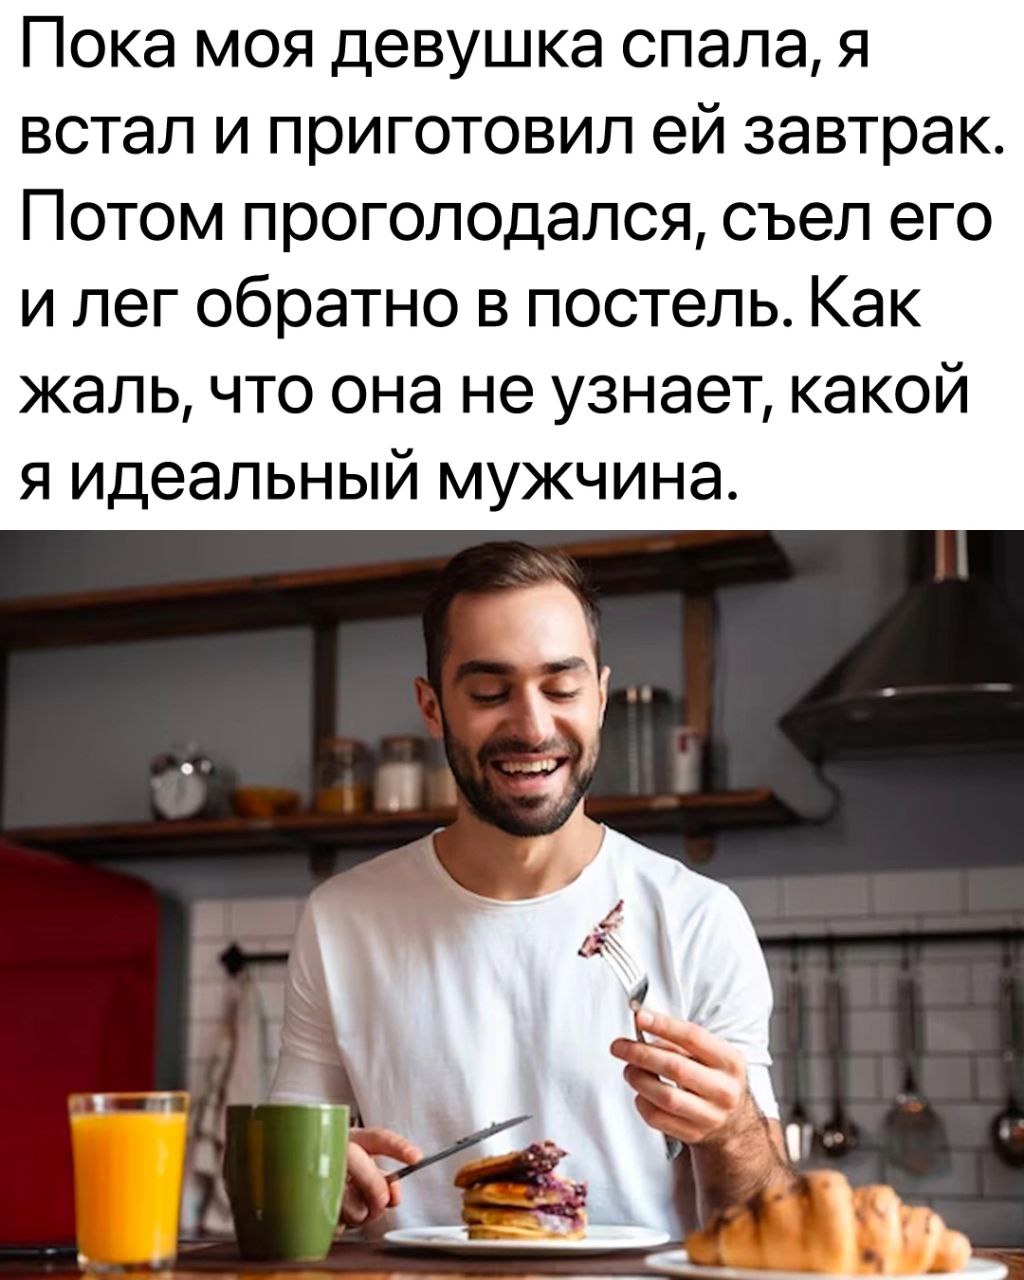 Пока моя девушка спала, я
встал и приготовил ей завтрак.
Потом проголодался, съел его
и лег обратно в постель. Как
жаль, что она не узнает, какой
я идеальный мужчина.